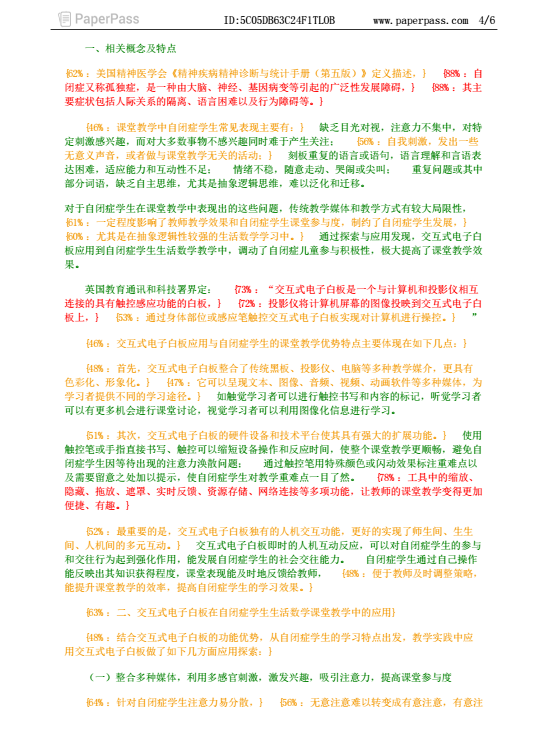 PaperPass ID:5C05DB63C24F1TLOB www.paperpass.com 4/6
一、相关概念及特点
{62%：美国精神医学会《精神疾病精神诊断与统计手册（第五版）》定义描述，} {88%：自
闭症又称孤独症，是一种由大脑、神经、基因病变等引起的广泛性发展障碍，} {88%：其主
要症状包括人际关系的隔离、语言困难以及行为障碍等。}
{46%：课堂教学中自闭症学生常见表现主要有：} 缺乏目光对视，注意力不集中，对特
定刺激感兴趣，而对大多数事物不感兴趣同时难于产生关注； {56%：自我刺激，发出一些
无意义声音，或者做与课堂教学无关的活动；} 刻板重复的语言或语句，语言理解和言语表
达困难，适应能力和互动性不足； 情绪不稳，随意走动、哭闹或尖叫； 重复问题或其中
部分词语，缺乏自主思维，尤其是抽象逻辑思维，难以泛化和迁移。
对于自闭症学生在课堂教学中表现出的这些问题，传统教学媒体和教学方式有较大局限性，
{61%：一定程度影响了教师教学效果和自闭症学生课堂参与度，制约了自闭症学生发展，}
{60%：尤其是在抽象逻辑性较强的生活数学学习中。} 通过探索与应用发现，交互式电子白
板应用到自闭症学生生活数学教学中，调动了自闭症儿童参与积极性，极大提高了课堂教学效
果。
英国教育通讯和科技署界定： {73%：“交互式电子白板是一个与计算机和投影仪相互
连接的具有触控感应功能的白板，} {72%：投影仪将计算机屏幕的图像投映到交互式电子白
板上，} {53%：通过身体部位或感应笔触控交互式电子白板实现对计算机进行操控。} ”
{46%：交互式电子白板应用与自闭症学生的课堂教学优势特点主要体现在如下几点：}
{48%：首先，交互式电子白板整合了传统黑板、投影仪、电脑等多种教学媒介，更具有
色彩化、形象化。} {47%：它可以呈现文本、图像、音频、视频、动画软件等多种媒体，为
学习者提供不同的学习途径。} 如触觉学习者可以进行触控书写和内容的标记，听觉学习者
可以有更多机会进行课堂讨论，视觉学习者可以利用图像化信息进行学习。
{51%：其次，交互式电子白板的硬件设备和技术平台使其具有强大的扩展功能。} 使用
触控笔或手指直接书写、触控可以缩短设备操作和反应时间，使整个课堂教学更顺畅，避免自
闭症学生因等待出现的注意力涣散问题； 通过触控笔用特殊颜色或闪动效果标注重难点以
及需要留意之处加以提示，使自闭症学生对教学重难点一目了然。 {78%：工具中的缩放、
隐藏、拖放、遮罩、实时反馈、资源存储、网络连接等多项功能，让教师的课堂教学变得更加
便捷、有趣。}
{52%：最重要的是，交互式电子白板独有的人机交互功能，更好的实现了师生间、生生
间、人机间的多元互动。} 交互式电子白板即时的人机互动反应，可以对自闭症学生的参与
和交往行为起到强化作用，能发展自闭症学生的社会交往能力。 自闭症学生通过自己操作
能反映出其知识获得程度，课堂表现能及时地反馈给教师， {48%：便于教师及时调整策略，
能提升课堂教学的效率，提高自闭症学生的学习效果。}
{63%：二、交互式电子白板在自闭症学生生活数学课堂教学中的应用}
{48%：结合交互式电子白板的功能优势，从自闭症学生的学习特点出发，教学实践中应
用交互式电子白板做了如下几方面应用探索：}
（一）整合多种媒体，利用多感官刺激，激发兴趣，吸引注意力，提高课堂参与度
{64%：针对自闭症学生注意力易分散，} {56%：无意注意难以转变成有意注意，有意注